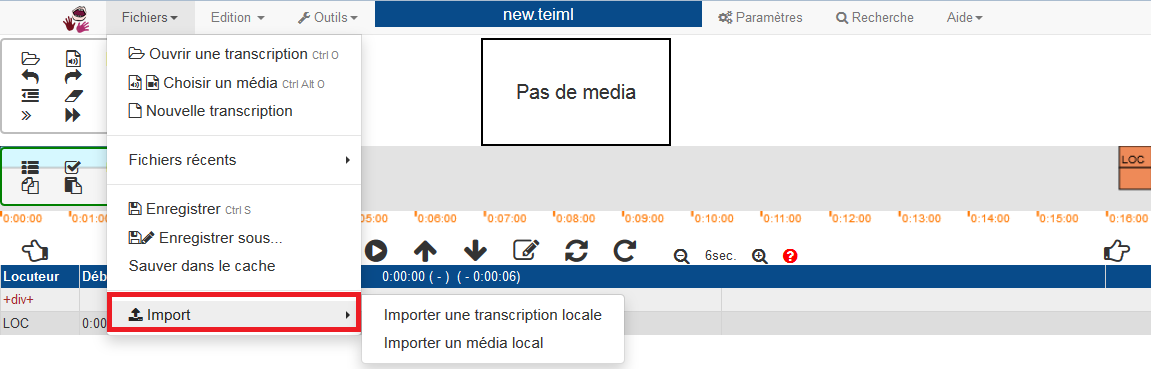 Fichiers Edition Outils new.teiml Paramètres Recherche Aide
Ouvrir une transcription Ctrl O
Choisir un média Ctrl Alt O
Nouvelle transcription
Pas de media
Fichiers récents
LOC
Enregistrer Ctrl S
0:00:00 0:01:00 05:00 0:06:00 0:07:00 0:08:00 0:09:00 0:10:00 0:11:00 0:12:00 0:13:00 0:14:00 0:15:00 0:16:00
Enregistrer sous...
6sec. ?
Sauver dans le cache
Locuteur Déb 0:00:00 ( - ) ( - 0:00:06)
+div+
Import
Importer une transcription locale
LOC 0:00
Importer un média local